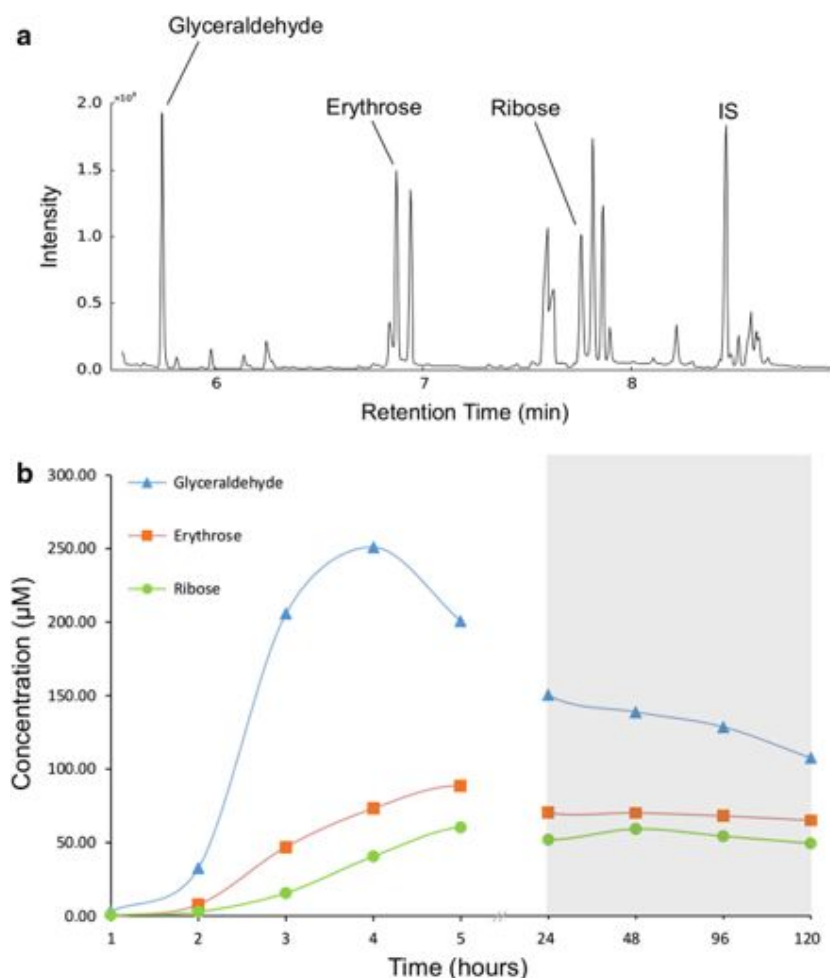 a
Glyceraldehyde
Erythrose
Ribose
IS
2.0
1.5
1.0
0.5
0.0
Intensity
6 7 8
Retention Time (min)
b
300.00
250.00
200.00
150.00
100.00
50.00
0.00
Glyceraldehyde
Erythrose
Ribose
Concentration (µM)
1 2 3 4 5 24 48 96 120
Time (hours)